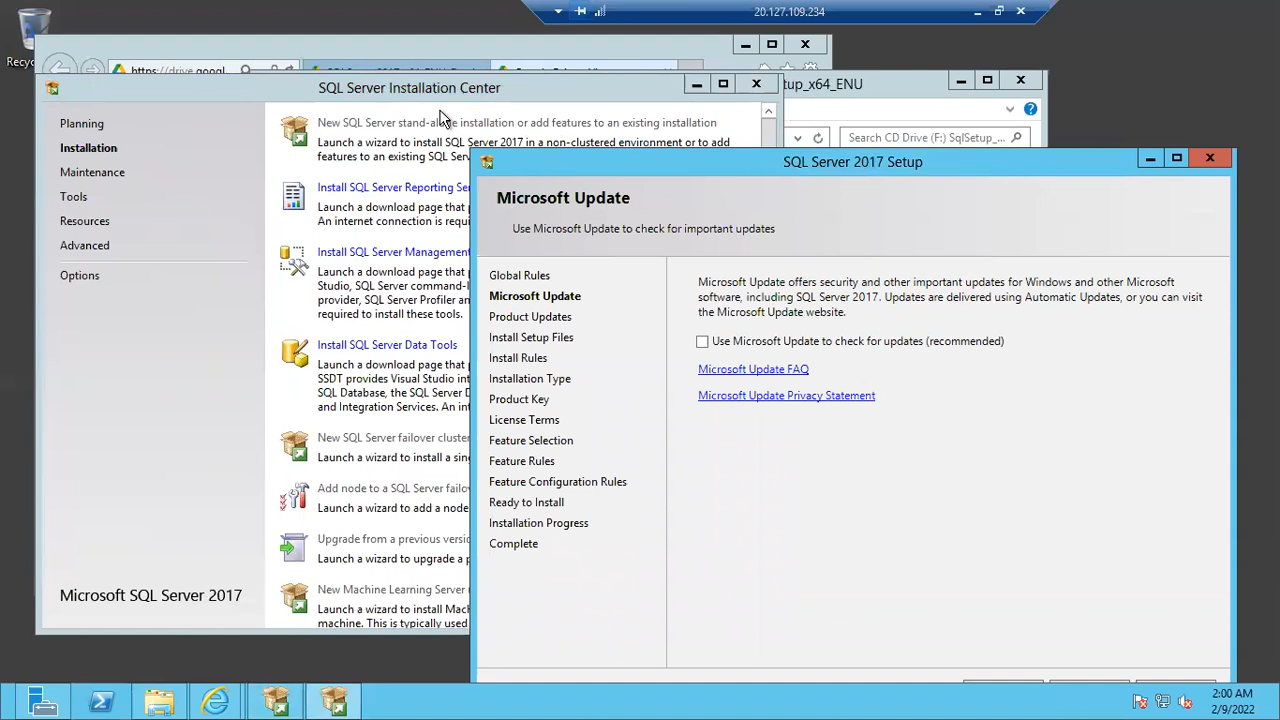 20.127.109.234
Recyc
https://drive.googl
SQL Server Installation Center
etup_x64_ENU
Search CD Drive (F:) SqlSetup_...
Planning
Installation
Maintenance
Tools
Resources
Advanced
Options
Microsoft SQL Server 2017
New SQL Server stand-alone installation or add features to an existing installation
Launch a wizard to install SQL Server 2017 in a non-clustered environment or to add
features to an existing SQL Serv
Install SQL Server Reporting Ser
Launch a download page that p
An internet connection is requi
Install SQL Server Management
Launch a download page that p
Studio, SQL Server command-l
provider, SQL Server Profiler an
required to install these tools.
Install SQL Server Data Tools
Launch a download page that p
SSDT provides Visual Studio inte
SQL Database, the SQL Server D
and Integration Services. An int
New SQL Server failover cluster
Launch a wizard to install a sing
Add node to a SQL Server failov
Launch a wizard to add a node
Upgrade from a previous versio
Launch a wizard to upgrade a p
New Machine Learning Server (
Launch a wizard to install Mach
machine. This is typically used
SQL Server 2017 Setup
Microsoft Update
Use Microsoft Update to check for important updates
Global Rules
Microsoft Update
Product Updates
Install Setup Files
Install Rules
Installation Type
Product Key
License Terms
Feature Selection
Feature Rules
Feature Configuration Rules
Ready to Install
Installation Progress
Complete
Microsoft Update offers security and other important updates for Windows and other Microsoft
software, including SQL Server 2017. Updates are delivered using Automatic Updates, or you can visit
the Microsoft Update website.
Use Microsoft Update to check for updates (recommended)
Microsoft Update FAQ
Microsoft Update Privacy Statement
2:00 AM
2/9/2022